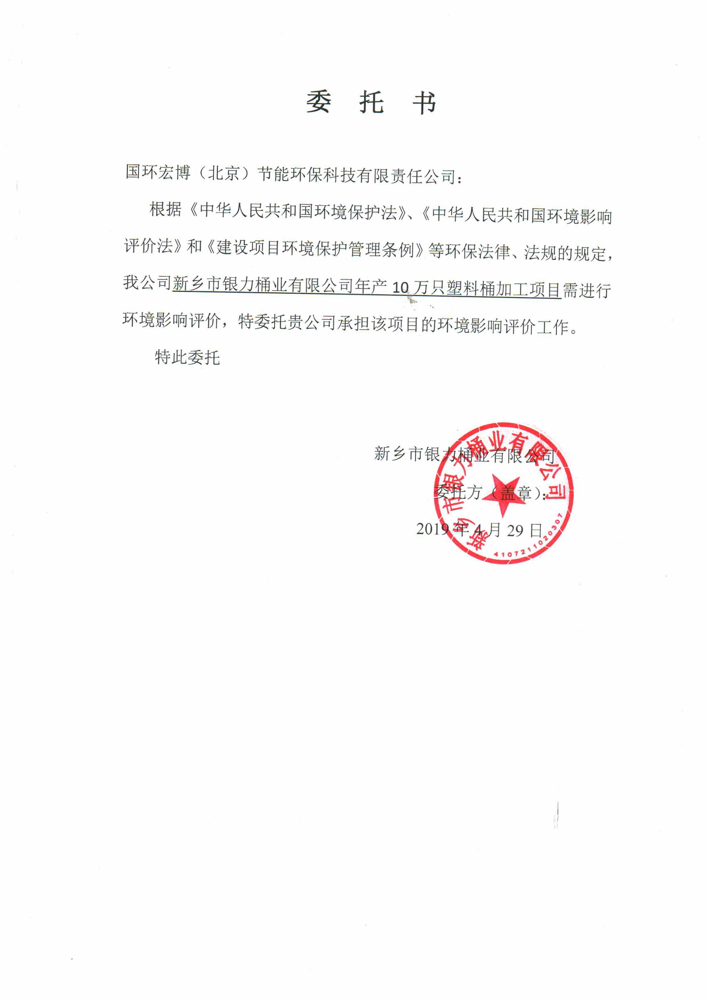 委 托 书
国环宏博（北京）节能环保科技有限责任公司：
根据《中华人民共和国环境保护法》、《中华人民共和国环境影响
评价法》和《建设项目环境保护管理条例》等环保法律、法规的规定，
我公司新乡市银力桶业有限公司年产 10 万只塑料桶加工项目需进行
环境影响评价，特委托贵公司承担该项目的环境影响评价工作。
特此委托
新乡市银力桶业有限公司
委托方（盖章）：
2019 年 4 月 29 日
新乡市银力桶业有限公司
4107211020307